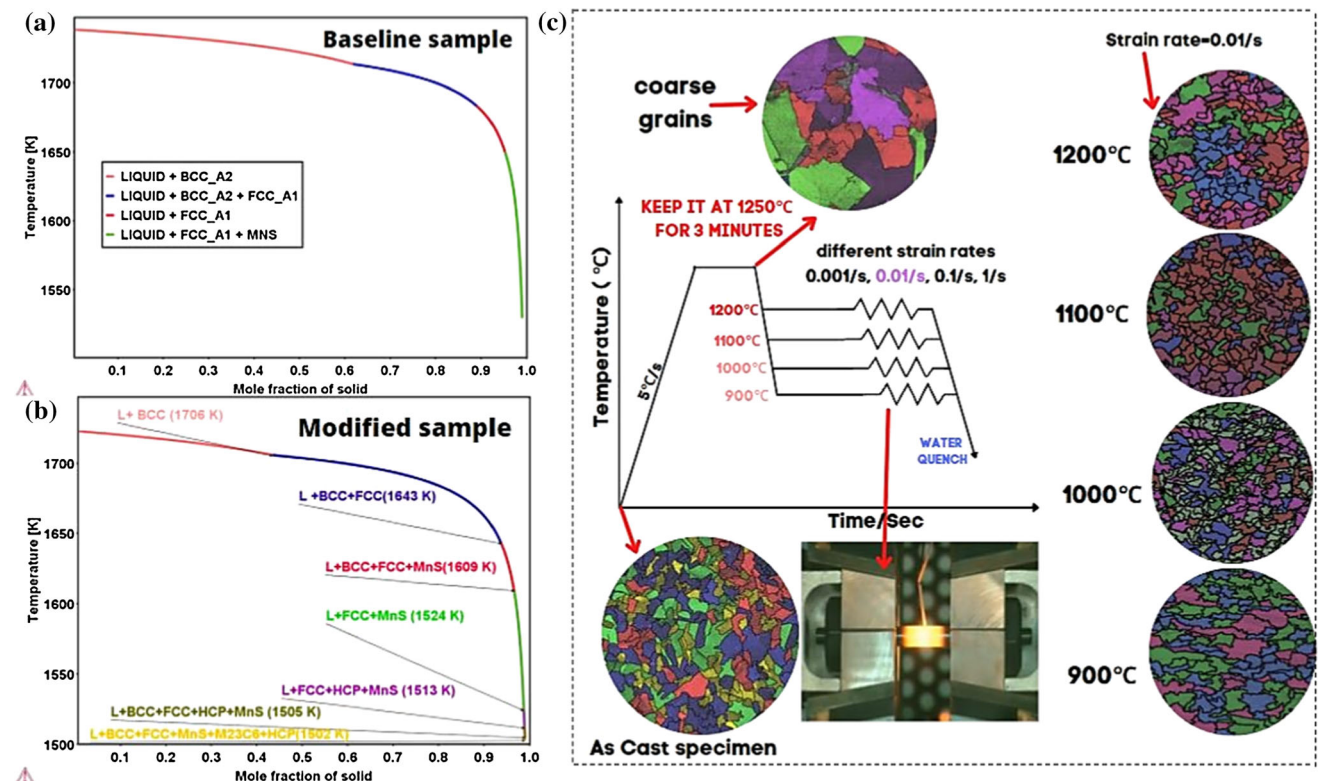 (a)
Baseline sample
1700
1650
1600
1550
Temperature [K]
LIQUID + BCC_A2
LIQUID + BCC_A2 + FCC_A1
LIQUID + FCC_A1
LIQUID + FCC_A1 + MNS
0.1 0.2 0.3 0.4 0.5 0.6 0.7 0.8 0.9 1.0
Mole fraction of solid
(b)
Modified sample
L+ BCC (1706 K)
1700
1650
1600
1550
1500
Temperature [K]
L +BCC+FCC(1643 K)
L+BCC+FCC+MnS(1609 K)
L+FCC+MnS (1524 K)
L+FCC+HCP+MnS (1513 K)
L+BCC+FCC+HCP+MnS (1505 K)
L+BCC+FCC+MnS+M23C6+HCP(1502 K)
0.1 0.2 0.3 0.4 0.5 0.6 0.7 0.8 0.9 1.0
Mole fraction of solid
(c)
coarse
grains
KEEP IT AT 1250°C
FOR 3 MINUTES
different strain rates
0.001/s, 0.01/s, 0.1/s, 1/s
Temperature ( °C)
5°C/s
1200°C
1100°C
1000°C
900°C
WATER
QUENCH
Time/Sec
As Cast specimen
Strain rate=0.01/s
1200°C
1100°C
1000°C
900°C